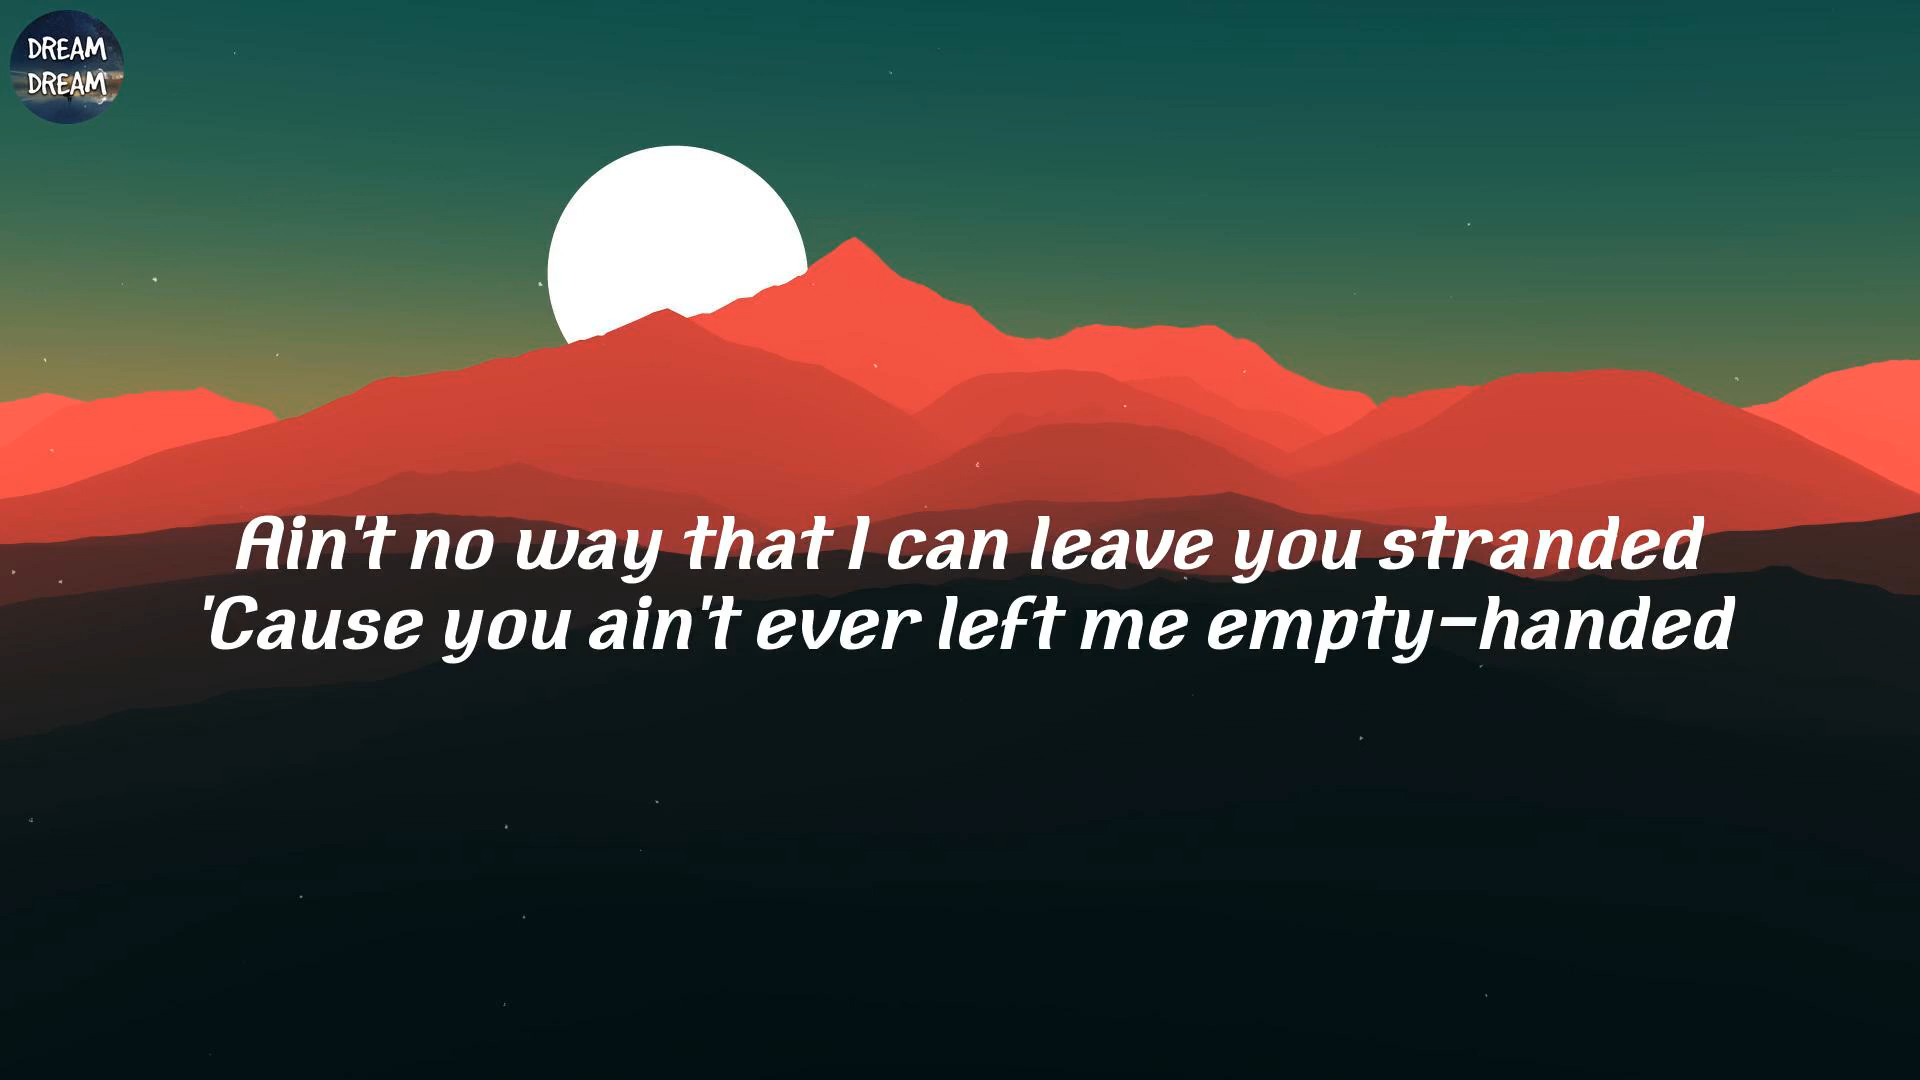 DREAM
DREAM
Ain't no way that I can leave you stranded
'Cause you ain't ever left me empty-handed